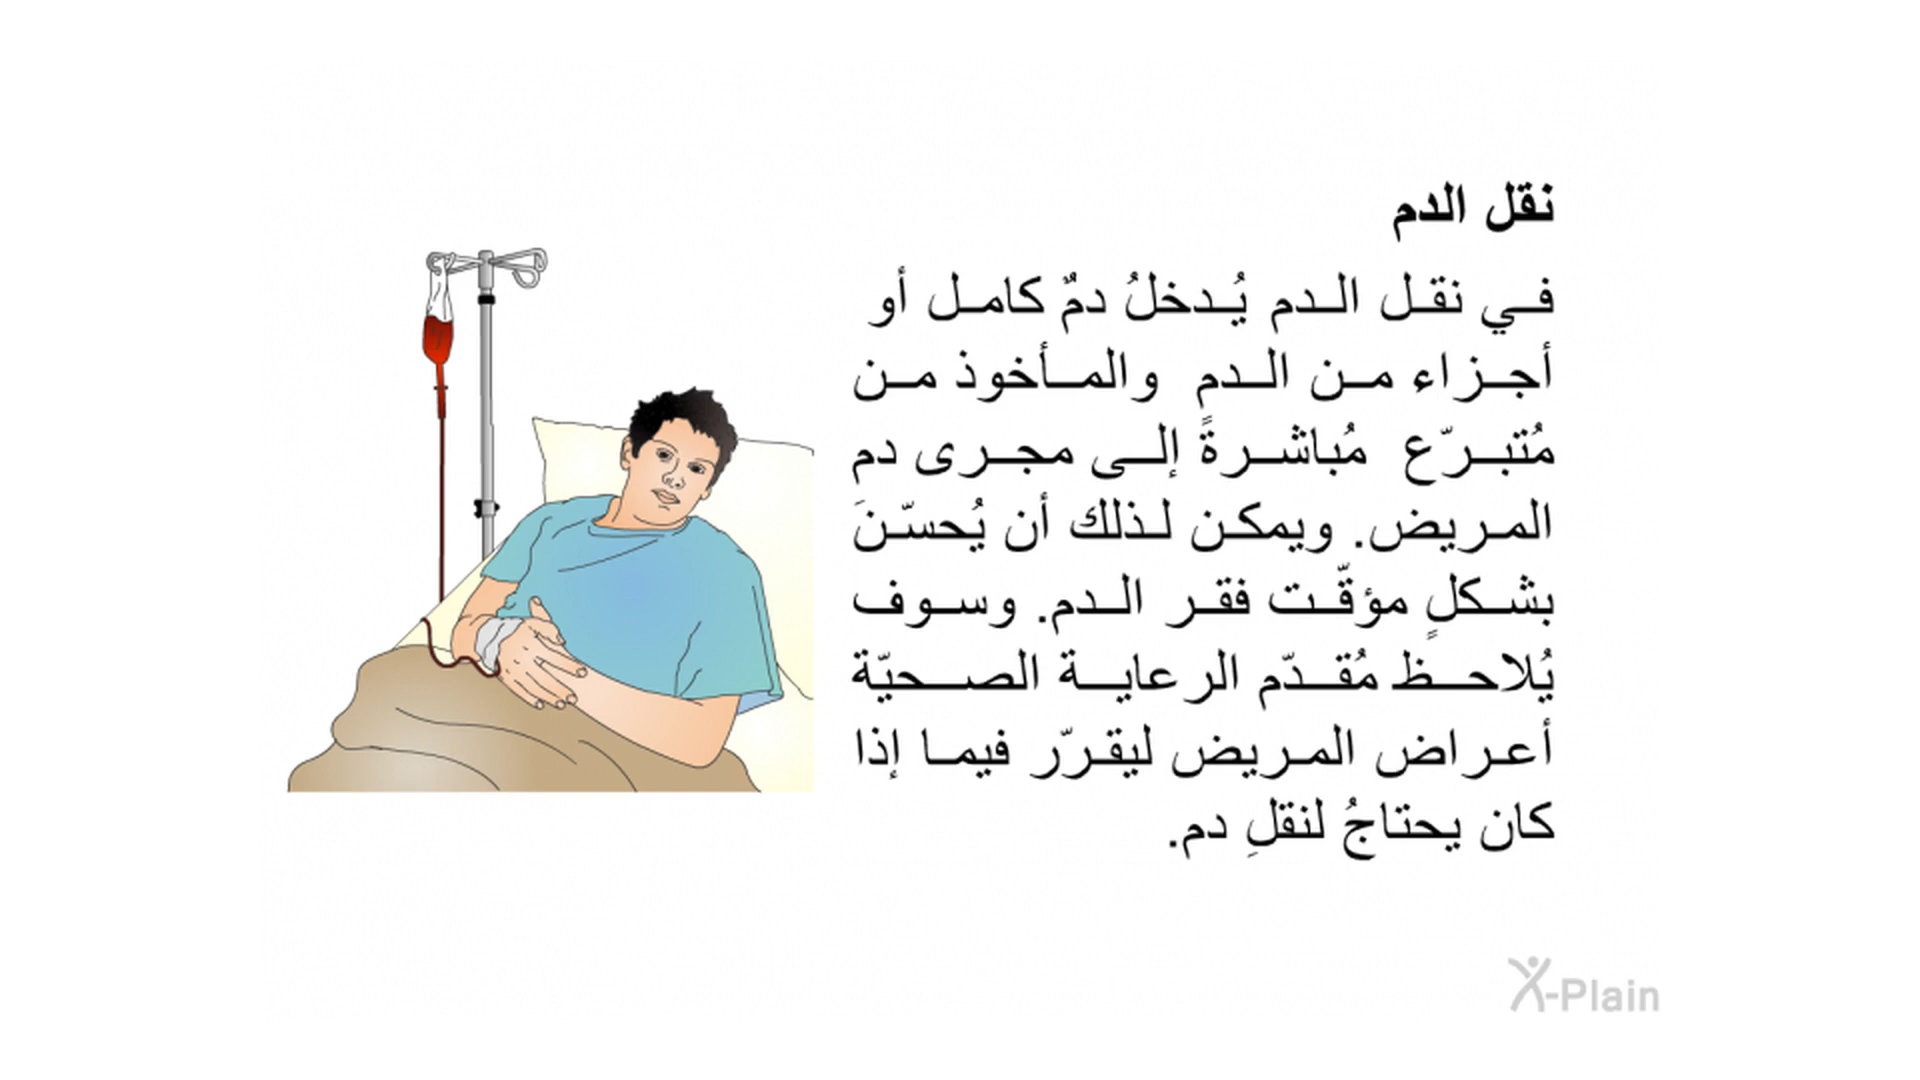 نقل الدم
في نقل الدم يُدخلُ دمٌ كامل أو
أجزاء من الدمِ والمأخوذ من
مُتبرّع مُباشرةً إلى مجرى دم
المريض. ويمكن لذلك أن يُحسّنَ
بشكلٍ مؤقّت فقر الدم. وسوف
يُلاحظ مُقدّم الرعاية الصحيّة
أعراض المريض ليقرّر فيما إذا
كان يحتاجُ لنقلِ دم.
X-Plain